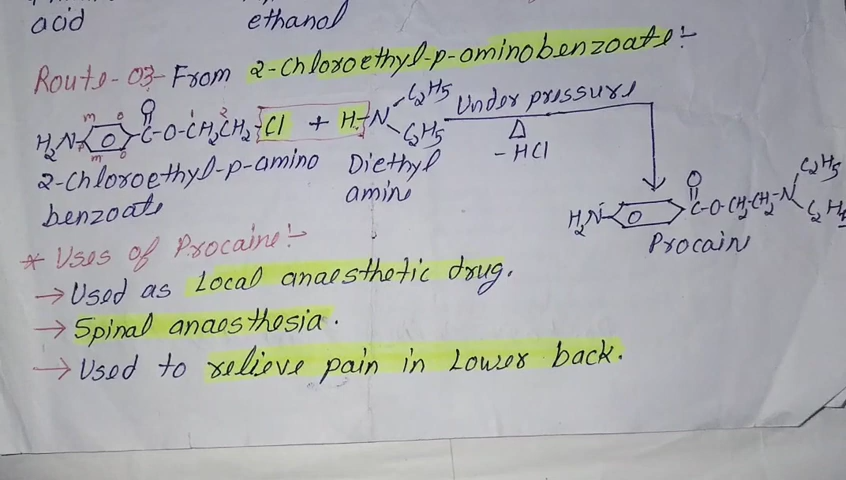 acid ethanol
Route-03- From 2-Chloroethyl-p-aminobenzoate:-
H2N- m o p m o O C-O-CH2CH2-Cl + H-N C2H5 C2H5 Under pressure Δ -HCl
1 2
2-Chloroethyl-p-amino benzoate
Diethyl amine
H2N- O C-O-CH2-CH2-N C2H5 C2H5
Procain
* Uses of Procaine:-
→ Used as Local anaesthetic drug.
→ Spinal anaesthesia.
→ Used to relieve pain in Lower back.